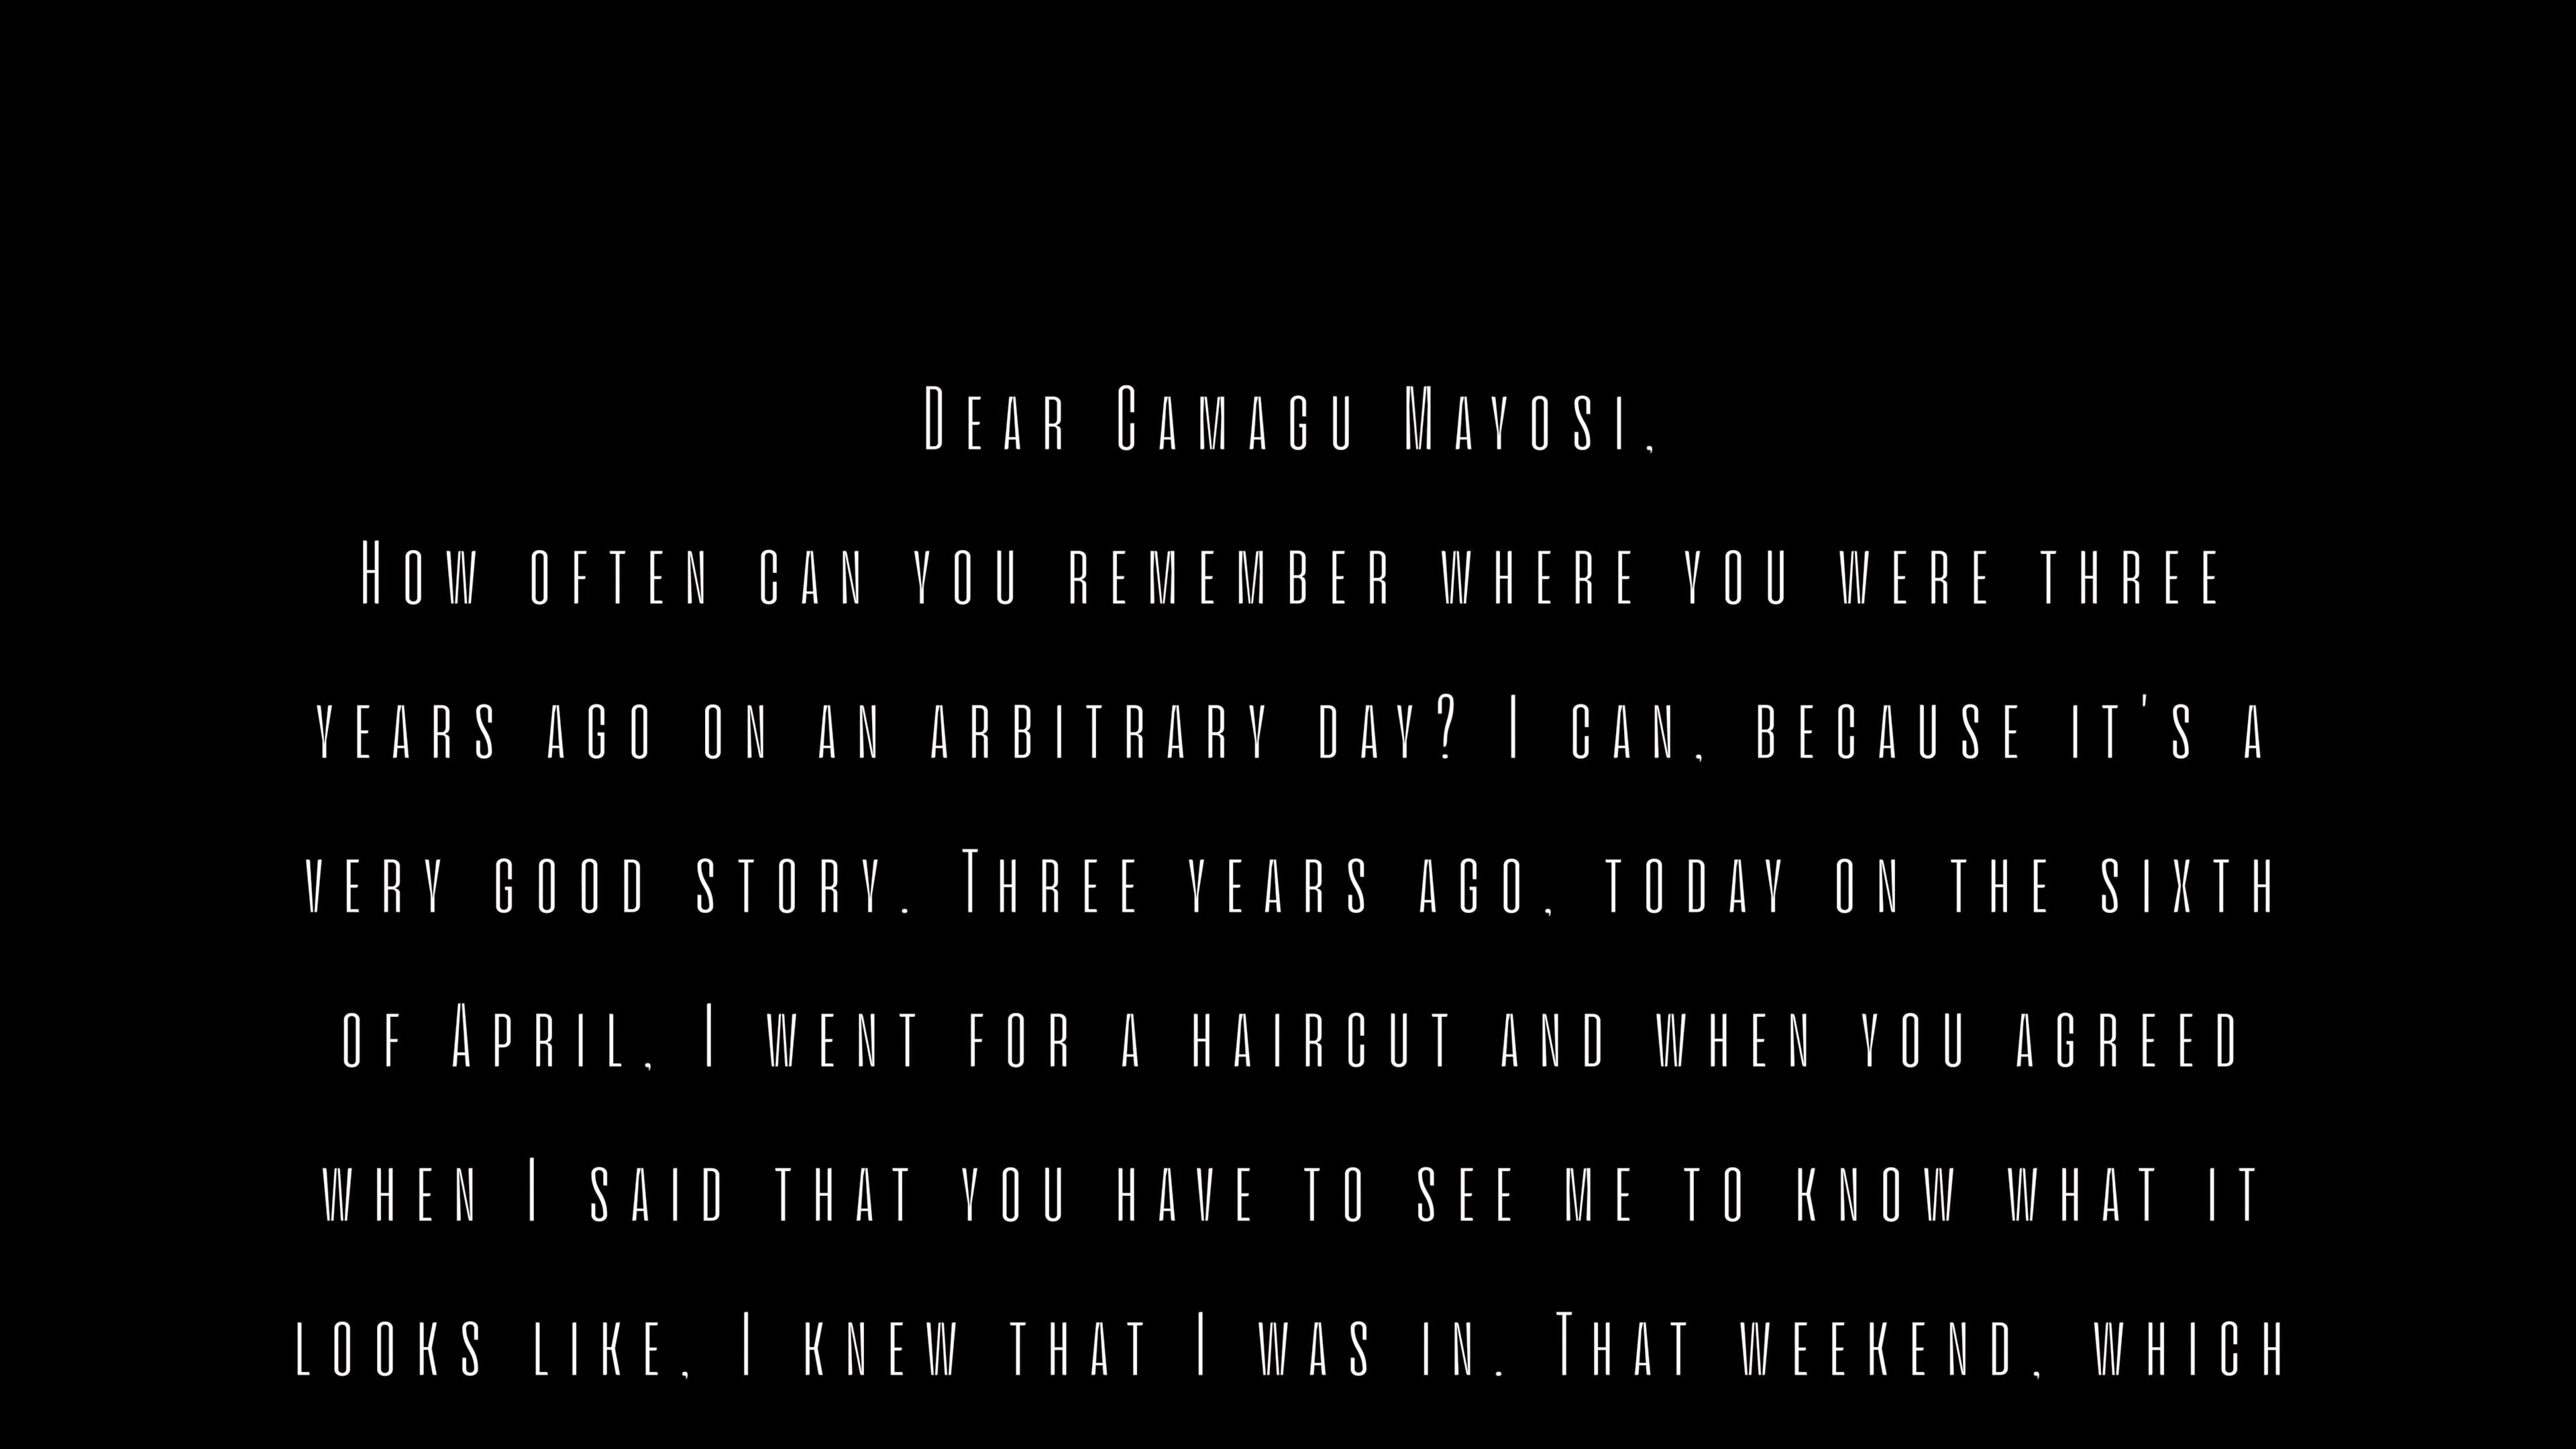 Dear Camagu Mayosi,
How often can you remember where you were three
years ago on an arbitrary day? I can, because it's a
very good story. Three years ago, today on the sixth
of April, I went for a haircut and when you agreed
when I said that you have to see me to know what it
looks like, I knew that I was in. That weekend, which